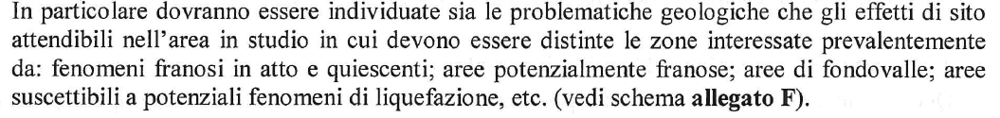 In particolare dovranno essere individuate sia le problematiche geologiche che gli effetti di sito
attendibili nell'area in studio in cui devono essere distinte le zone interessate prevalentemente
da: fenomeni franosi in atto e quiescenti; aree potenzialmente franose; aree di fondovalle; aree
suscettibili a potenziali fenomeni di liquefazione, etc. (vedi schema allegato F).